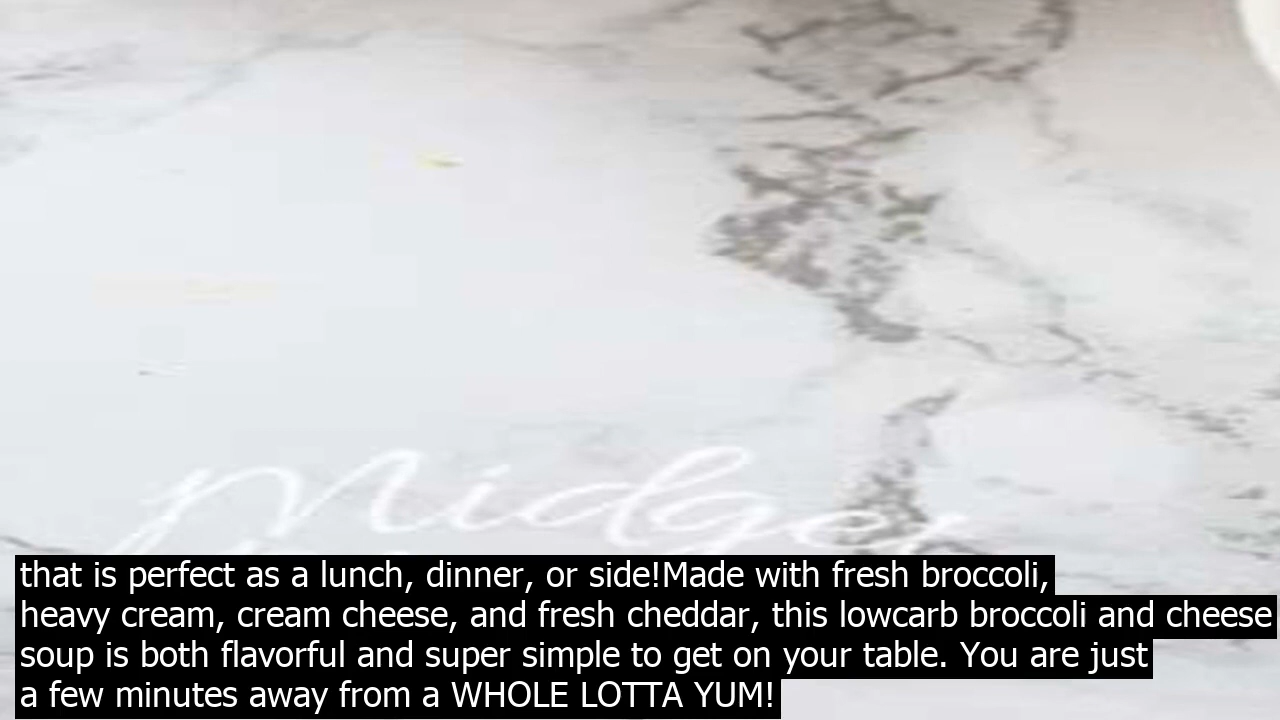 Midget
that is perfect as a lunch, dinner, or side!Made with fresh broccoli,
heavy cream, cream cheese, and fresh cheddar, this lowcarb broccoli and cheese
soup is both flavorful and super simple to get on your table. You are just
a few minutes away from a WHOLE LOTTA YUM!